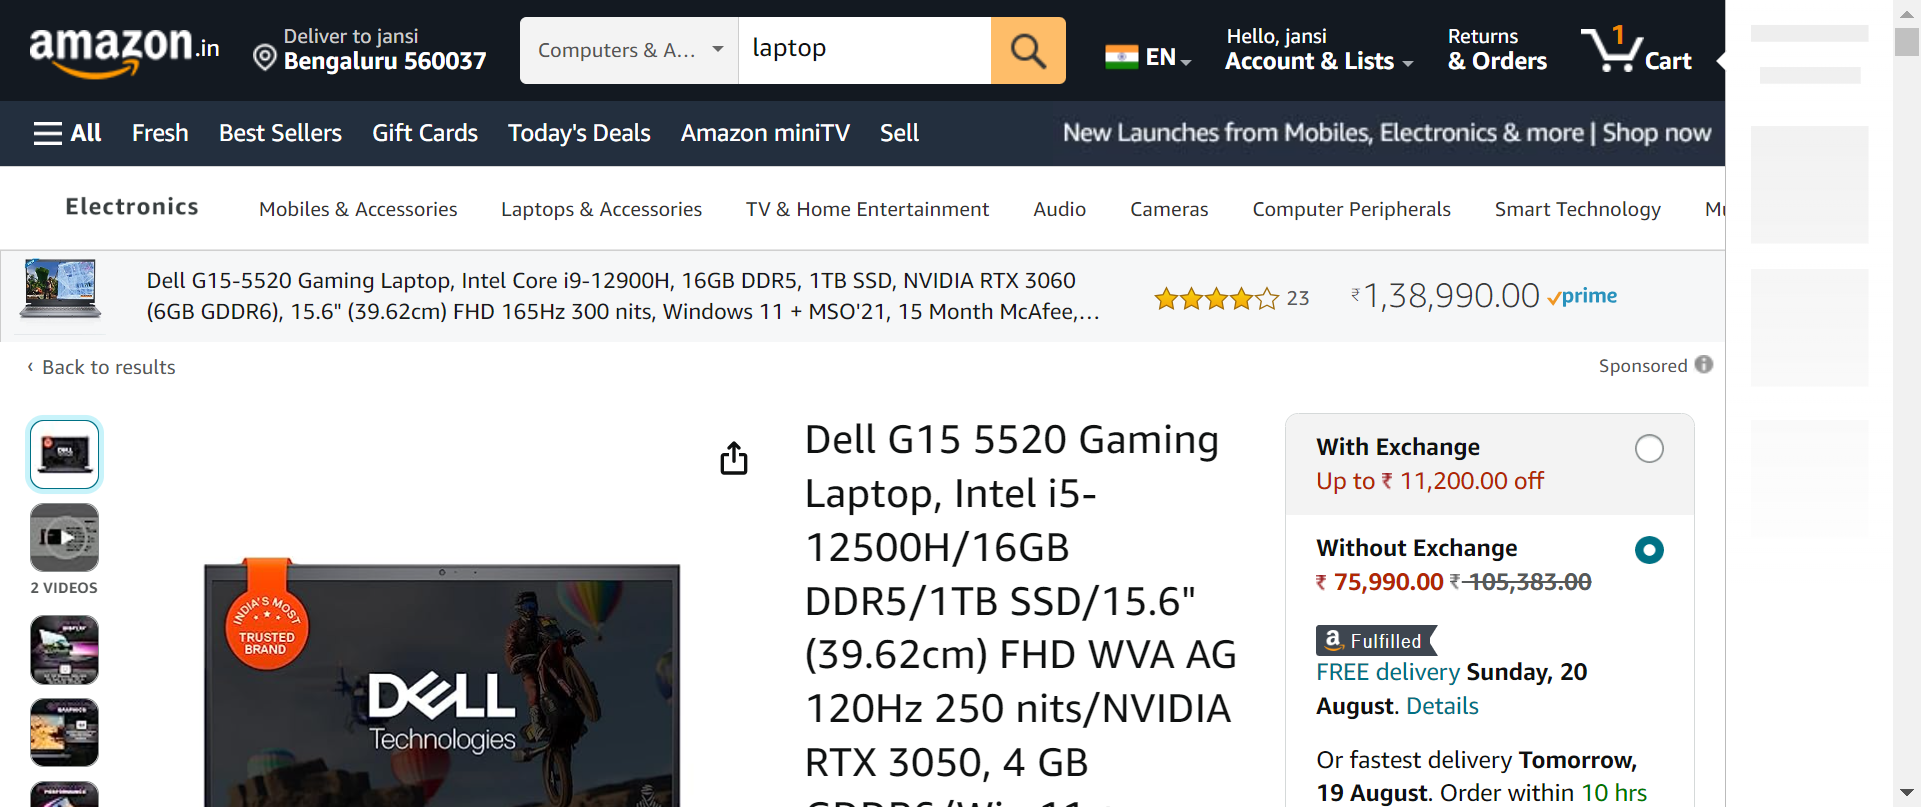 amazon.in
Deliver to jansi
Bengaluru 560037
Computers & A...
laptop
EN
Hello, jansi
Account & Lists
Returns
& Orders
1
Cart
All
Fresh
Best Sellers
Gift Cards
Today's Deals
Amazon miniTV
Sell
New Launches from Mobiles, Electronics & more | Shop now
Electronics
Mobiles & Accessories
Laptops & Accessories
TV & Home Entertainment
Audio
Cameras
Computer Peripherals
Smart Technology
Dell G15-5520 Gaming Laptop, Intel Core i9-12900H, 16GB DDR5, 1TB SSD, NVIDIA RTX 3060
(6GB GDDR6), 15.6" (39.62cm) FHD 165Hz 300 nits, Windows 11 + MSO'21, 15 Month McAfee,...
23
₹1,38,990.00
prime
‹ Back to results
Sponsored
2 VIDEOS
INDIA'S MOST
TRUSTED
BRAND
DELL
Technologies
Dell G15 5520 Gaming
Laptop, Intel i5-
12500H/16GB
DDR5/1TB SSD/15.6"
(39.62cm) FHD WVA AG
120Hz 250 nits/NVIDIA
RTX 3050, 4 GB
GDDR6/Win 11 +
With Exchange
Up to ₹ 11,200.00 off
Without Exchange
₹ 75,990.00 ₹ 105,383.00
a Fulfilled
FREE delivery Sunday, 20
August. Details
Or fastest delivery Tomorrow,
19 August. Order within 10 hrs